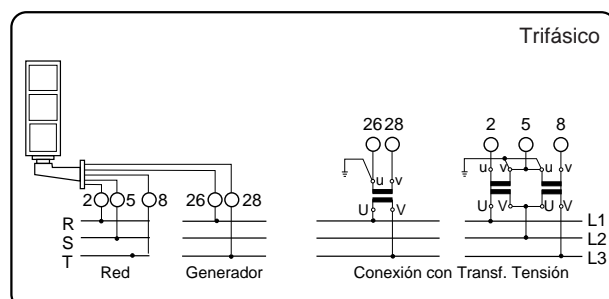 Trifásico
26 28 2 5 8
u v u v u v
2 5 8 26 28
U V U V U V
R L1
S L2
T L3
Red Generador Conexión con Transf. Tensión